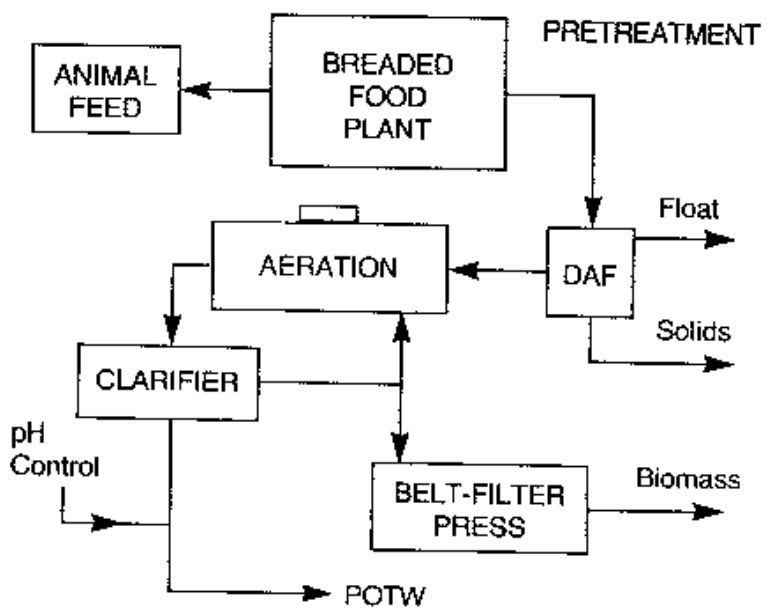 PRETREATMENT
ANIMAL
FEED
BREADED
FOOD
PLANT
Float
AERATION
DAF
Solids
CLARIFIER
pH
Control
BELT-FILTER
PRESS
Biomass
POTW